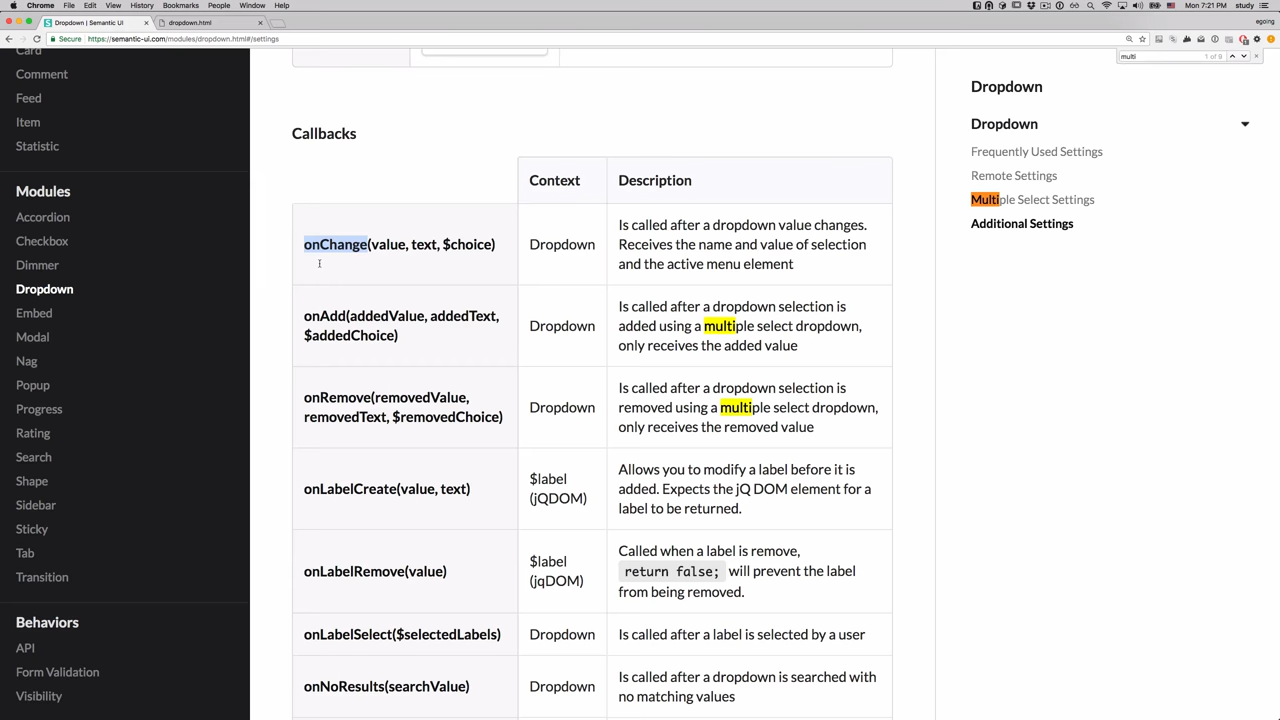 Chrome File Edit View History Bookmarks People Window Help
Mon 7:21 PM study
Dropdown | Semantic UI
dropdown.html
egoing
Secure https://semantic-ui.com/modules/dropdown.html#/settings
multi 1 of 9
Card
Comment
Feed
Item
Statistic
Modules
Accordion
Checkbox
Dimmer
Dropdown
Embed
Modal
Nag
Popup
Progress
Rating
Search
Shape
Sidebar
Sticky
Tab
Transition
Behaviors
API
Form Validation
Visibility
Callbacks
Context Description
onChange(value, text, $choice) Dropdown
Is called after a dropdown value changes.
Receives the name and value of selection
and the active menu element
onAdd(addedValue, addedText,
$addedChoice)
Dropdown
Is called after a dropdown selection is
added using a multiple select dropdown,
only receives the added value
onRemove(removedValue,
removedText, $removedChoice)
Dropdown
Is called after a dropdown selection is
removed using a multiple select dropdown,
only receives the removed value
onLabelCreate(value, text)
$label
(jQDOM)
Allows you to modify a label before it is
added. Expects the jQ DOM element for a
label to be returned.
onLabelRemove(value)
$label
(jqDOM)
Called when a label is remove,
return false; will prevent the label
from being removed.
onLabelSelect($selectedLabels) Dropdown Is called after a label is selected by a user
onNoResults(searchValue) Dropdown
Is called after a dropdown is searched with
no matching values
Dropdown
Dropdown
Frequently Used Settings
Remote Settings
Multiple Select Settings
Additional Settings